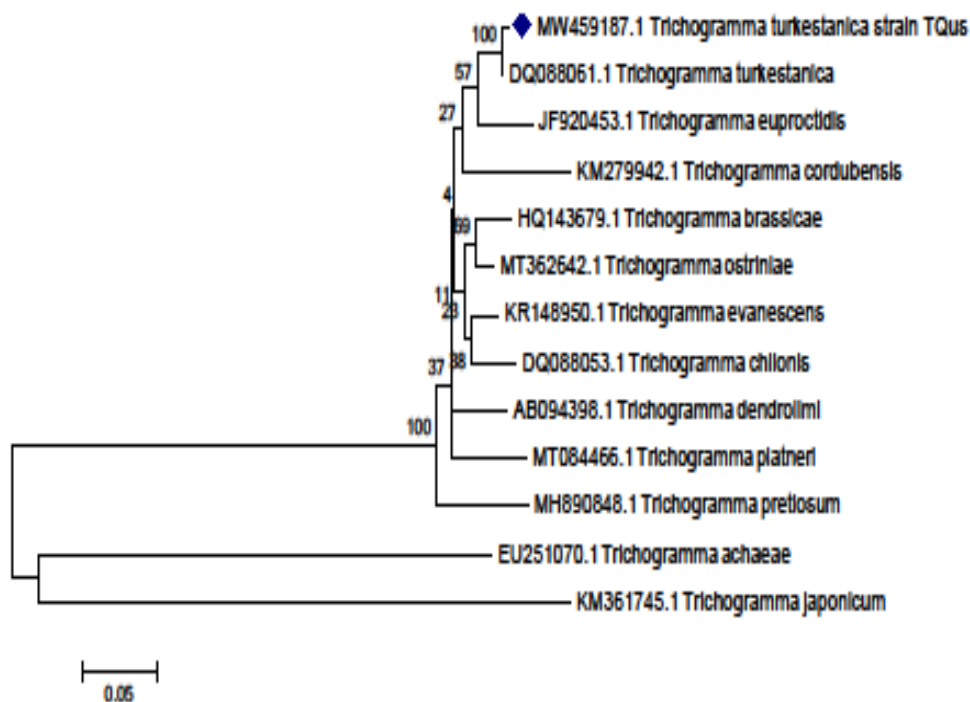 100
MW459187.1 Trichogramma turkestanica strain TQus
57
DQ088061.1 Trichogramma turkestanica
27
JF920453.1 Trichogramma euproctidis
KM279942.1 Trichogramma cordubensis
4
HQ143679.1 Trichogramma brassicae
MT362642.1 Trichogramma ostriniae
11
23
KR148950.1 Trichogramma evanescens
37
DQ088053.1 Trichogramma chilonis
AB094398.1 Trichogramma dendrolimi
100
MT084466.1 Trichogramma platneri
MH890848.1 Trichogramma pretiosum
EU251070.1 Trichogramma achaeae
KM361745.1 Trichogramma japonicum
0.05